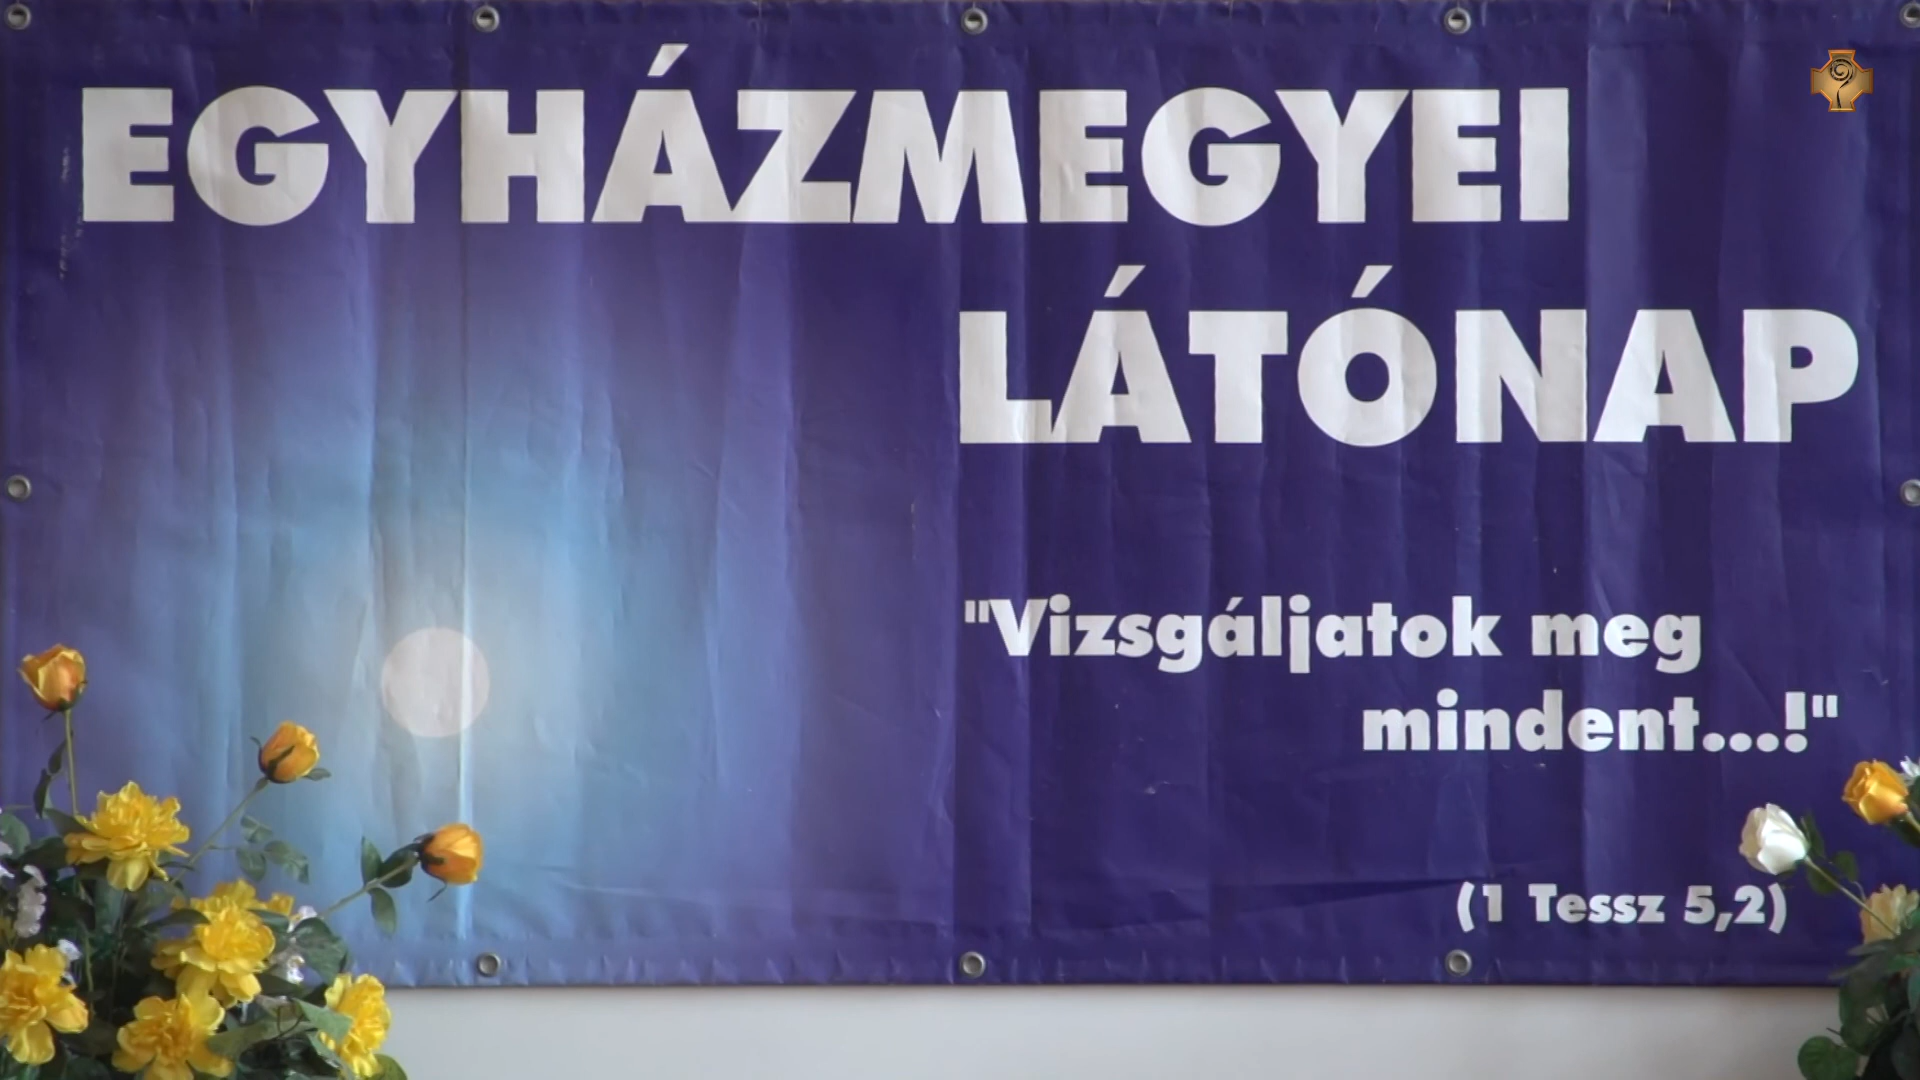 EGYHÁZMEGYEI
LÁTÓNAP
"Vizsgáljatok meg
mindent...!"
(1 Tessz 5,2)